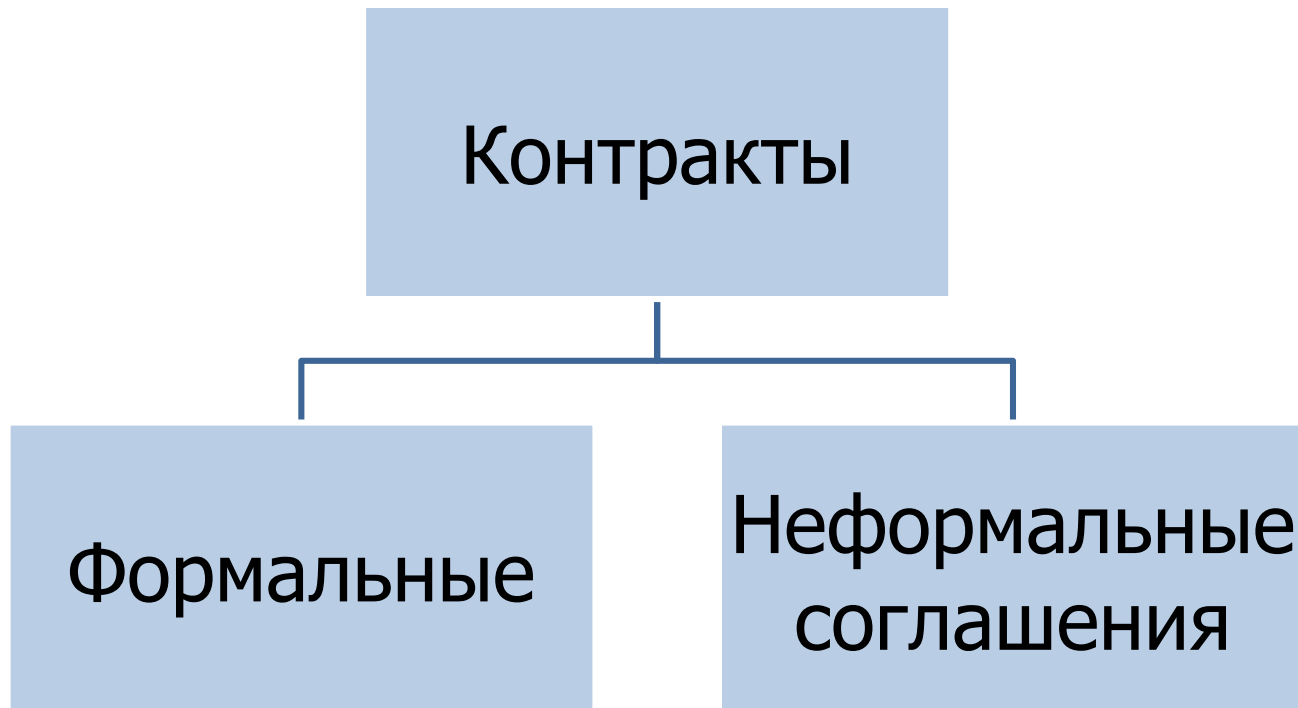 Контракты
Формальные
Неформальные
соглашения